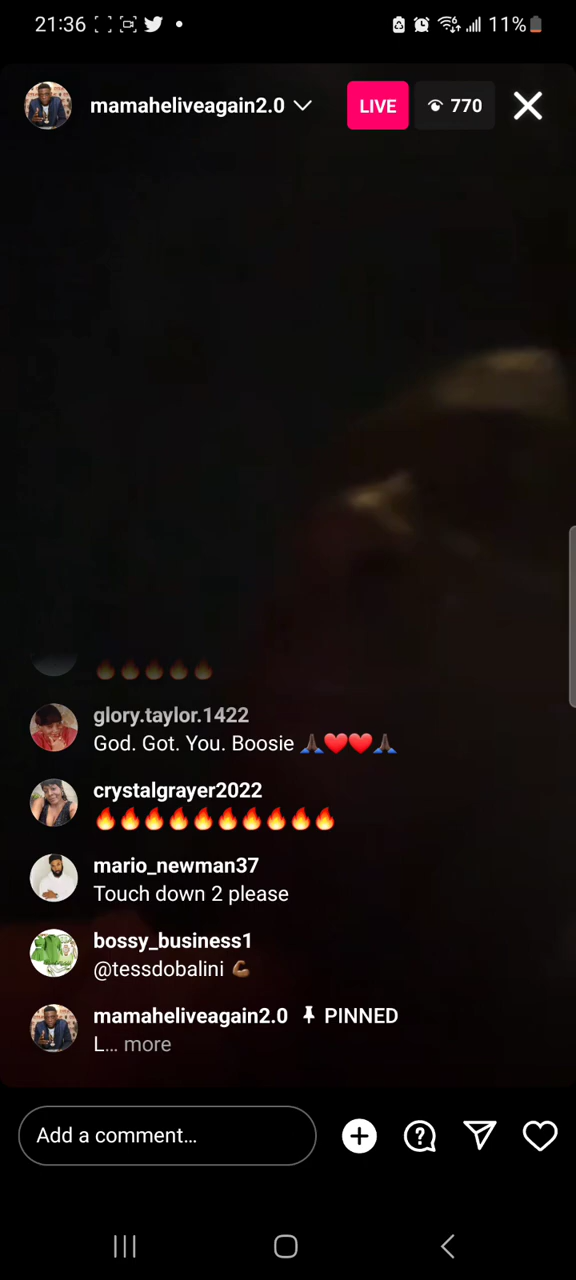 21:36
11%
mamaheliveagain2.0
LIVE
770
🔥🔥🔥🔥🔥
glory.taylor.1422
God. Got. You. Boosie 🙏🏿❤️❤️🙏🏿
crystalgrayer2022
🔥🔥🔥🔥🔥🔥🔥🔥🔥🔥
mario_newman37
Touch down 2 please
bossy_business1
@tessdobalini 💪🏾
mamaheliveagain2.0 PINNED
L... more
Add a comment...